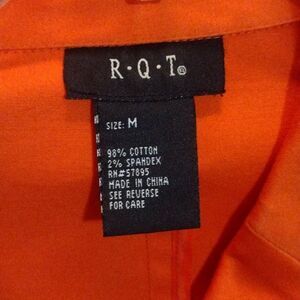 R·Q·T®
SIZE: M
98% COTTON
2% SPANDEX
RN#57895
MADE IN CHINA
SEE REVERSE
FOR CARE